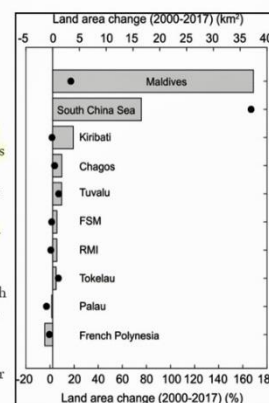 Land area change (2000-2017) (km²)
-5 0 5 10 15 20 25 30 35 40
s
Maldives
South China Sea
Kiribati
Chagos
Tuvalu
FSM
RMI
h
Tokelau
Palau
French Polynesia
r
-20 0 20 40 60 80 100 120 140 160 18
Land area change (2000-2017) (%)